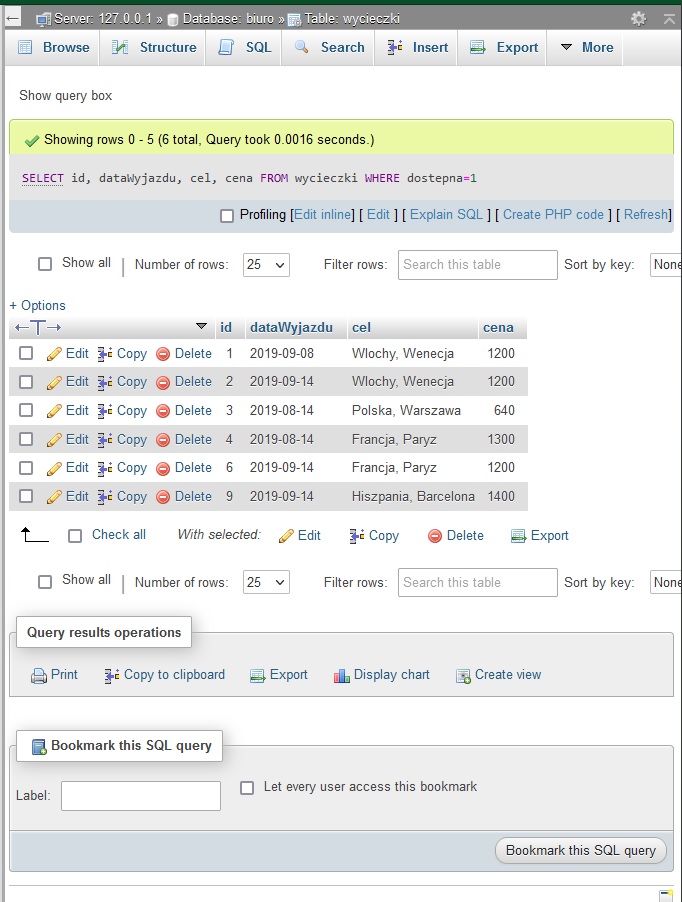 Server: 127.0.0.1 » Database: biuro » Table: wycieczki
Browse Structure SQL Search Insert Export More
Show query box
Showing rows 0 - 5 (6 total, Query took 0.0016 seconds.)
SELECT id, dataWyjazdu, cel, cena FROM wycieczki WHERE dostepna=1
Profiling [Edit inline] [ Edit ] [ Explain SQL ] [ Create PHP code ] [ Refresh]
Show all | Number of rows: 25 Filter rows: Search this table Sort by key: None
+ Options
←T→ id dataWyjazdu cel cena
Edit Copy Delete 1 2019-09-08 Wlochy, Wenecja 1200
Edit Copy Delete 2 2019-09-14 Wlochy, Wenecja 1200
Edit Copy Delete 3 2019-08-14 Polska, Warszawa 640
Edit Copy Delete 4 2019-08-14 Francja, Paryz 1300
Edit Copy Delete 6 2019-09-14 Francja, Paryz 1200
Edit Copy Delete 9 2019-09-14 Hiszpania, Barcelona 1400
Check all With selected: Edit Copy Delete Export
Show all | Number of rows: 25 Filter rows: Search this table Sort by key: None
Query results operations
Print Copy to clipboard Export Display chart Create view
Bookmark this SQL query
Label: Let every user access this bookmark
Bookmark this SQL query